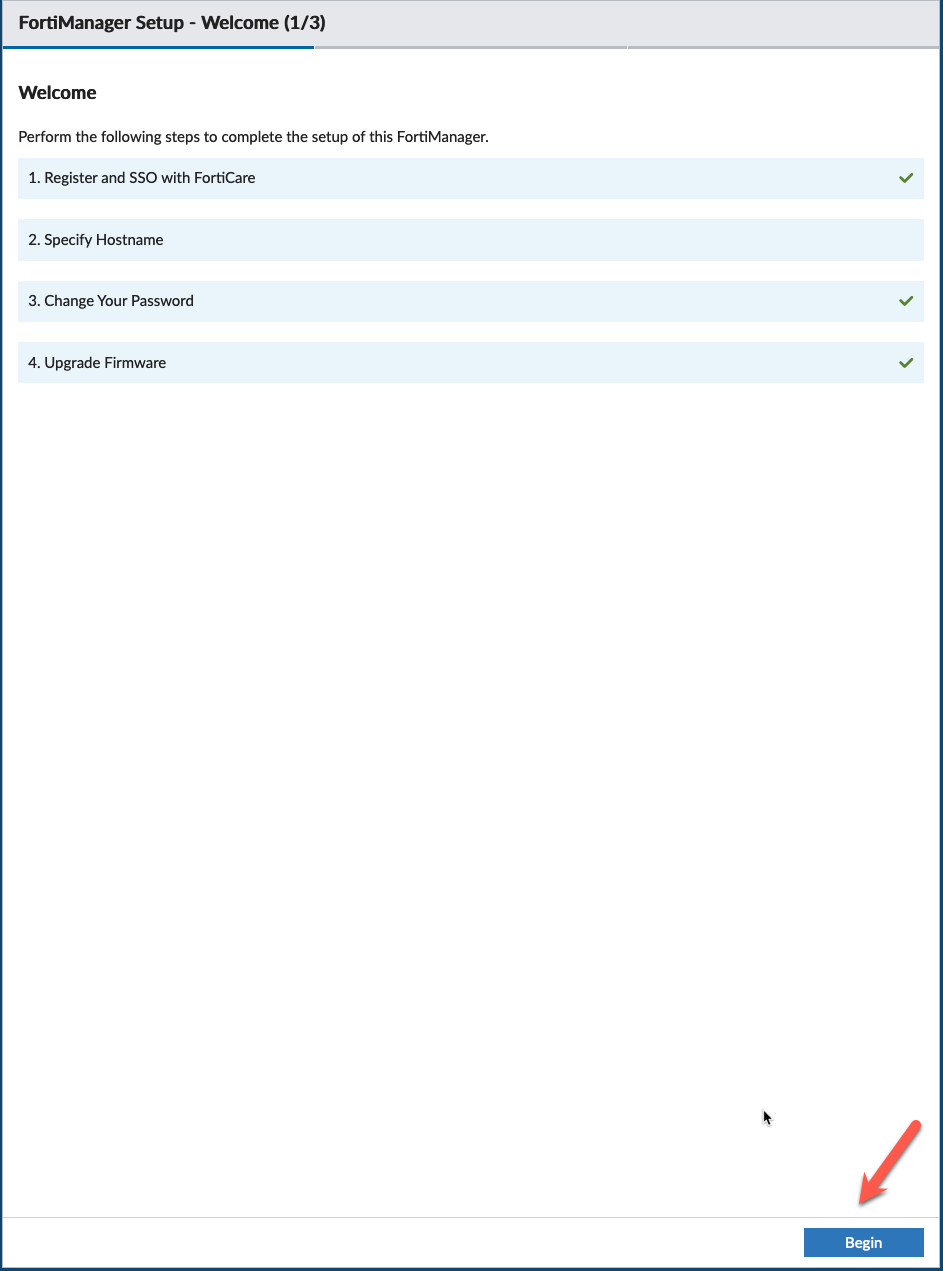 FortiManager Setup - Welcome (1/3)
Welcome
Perform the following steps to complete the setup of this FortiManager.
1. Register and SSO with FortiCare
2. Specify Hostname
3. Change Your Password
4. Upgrade Firmware
Begin